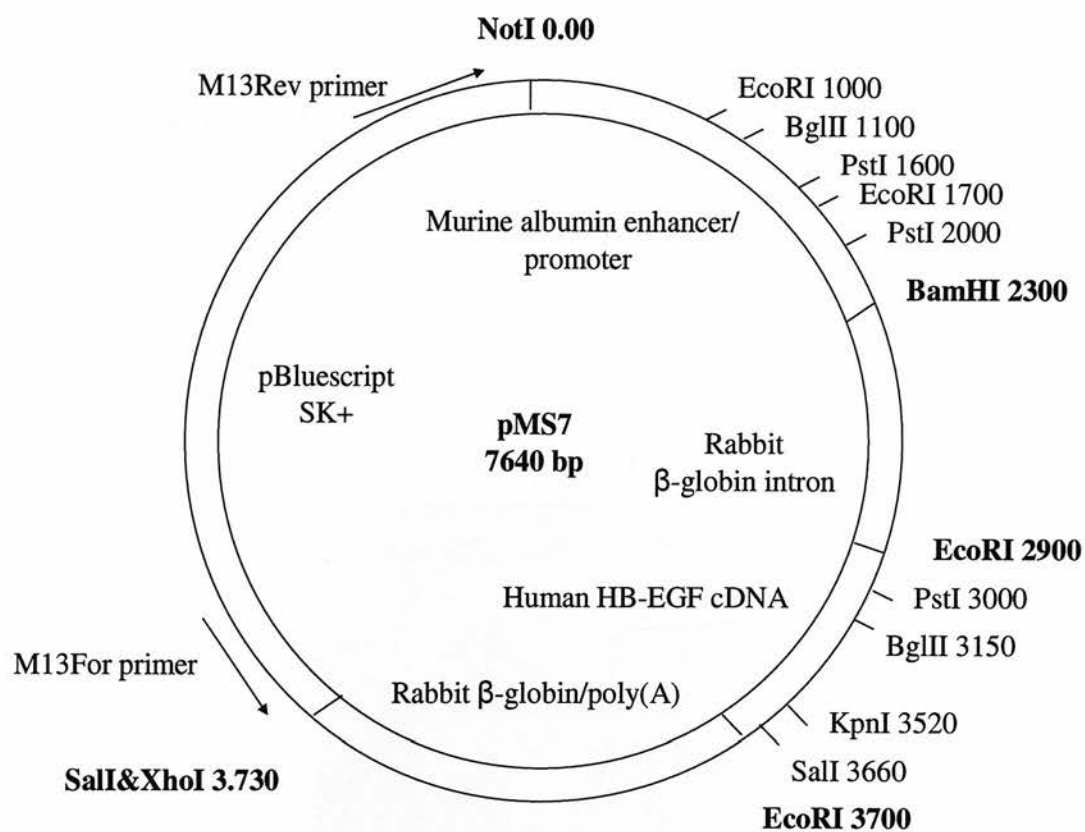 NotI 0.00
M13Rev primer
EcoRI 1000
BglII 1100
PstI 1600
EcoRI 1700
PstI 2000
Murine albumin enhancer/
promoter
BamHI 2300
pBluescript
SK+
pMS7
7640 bp
Rabbit
β-globin intron
EcoRI 2900
Human HB-EGF cDNA
PstI 3000
BglII 3150
M13For primer
Rabbit β-globin/poly(A)
KpnI 3520
SalI 3660
SalI&XhoI 3.730
EcoRI 3700